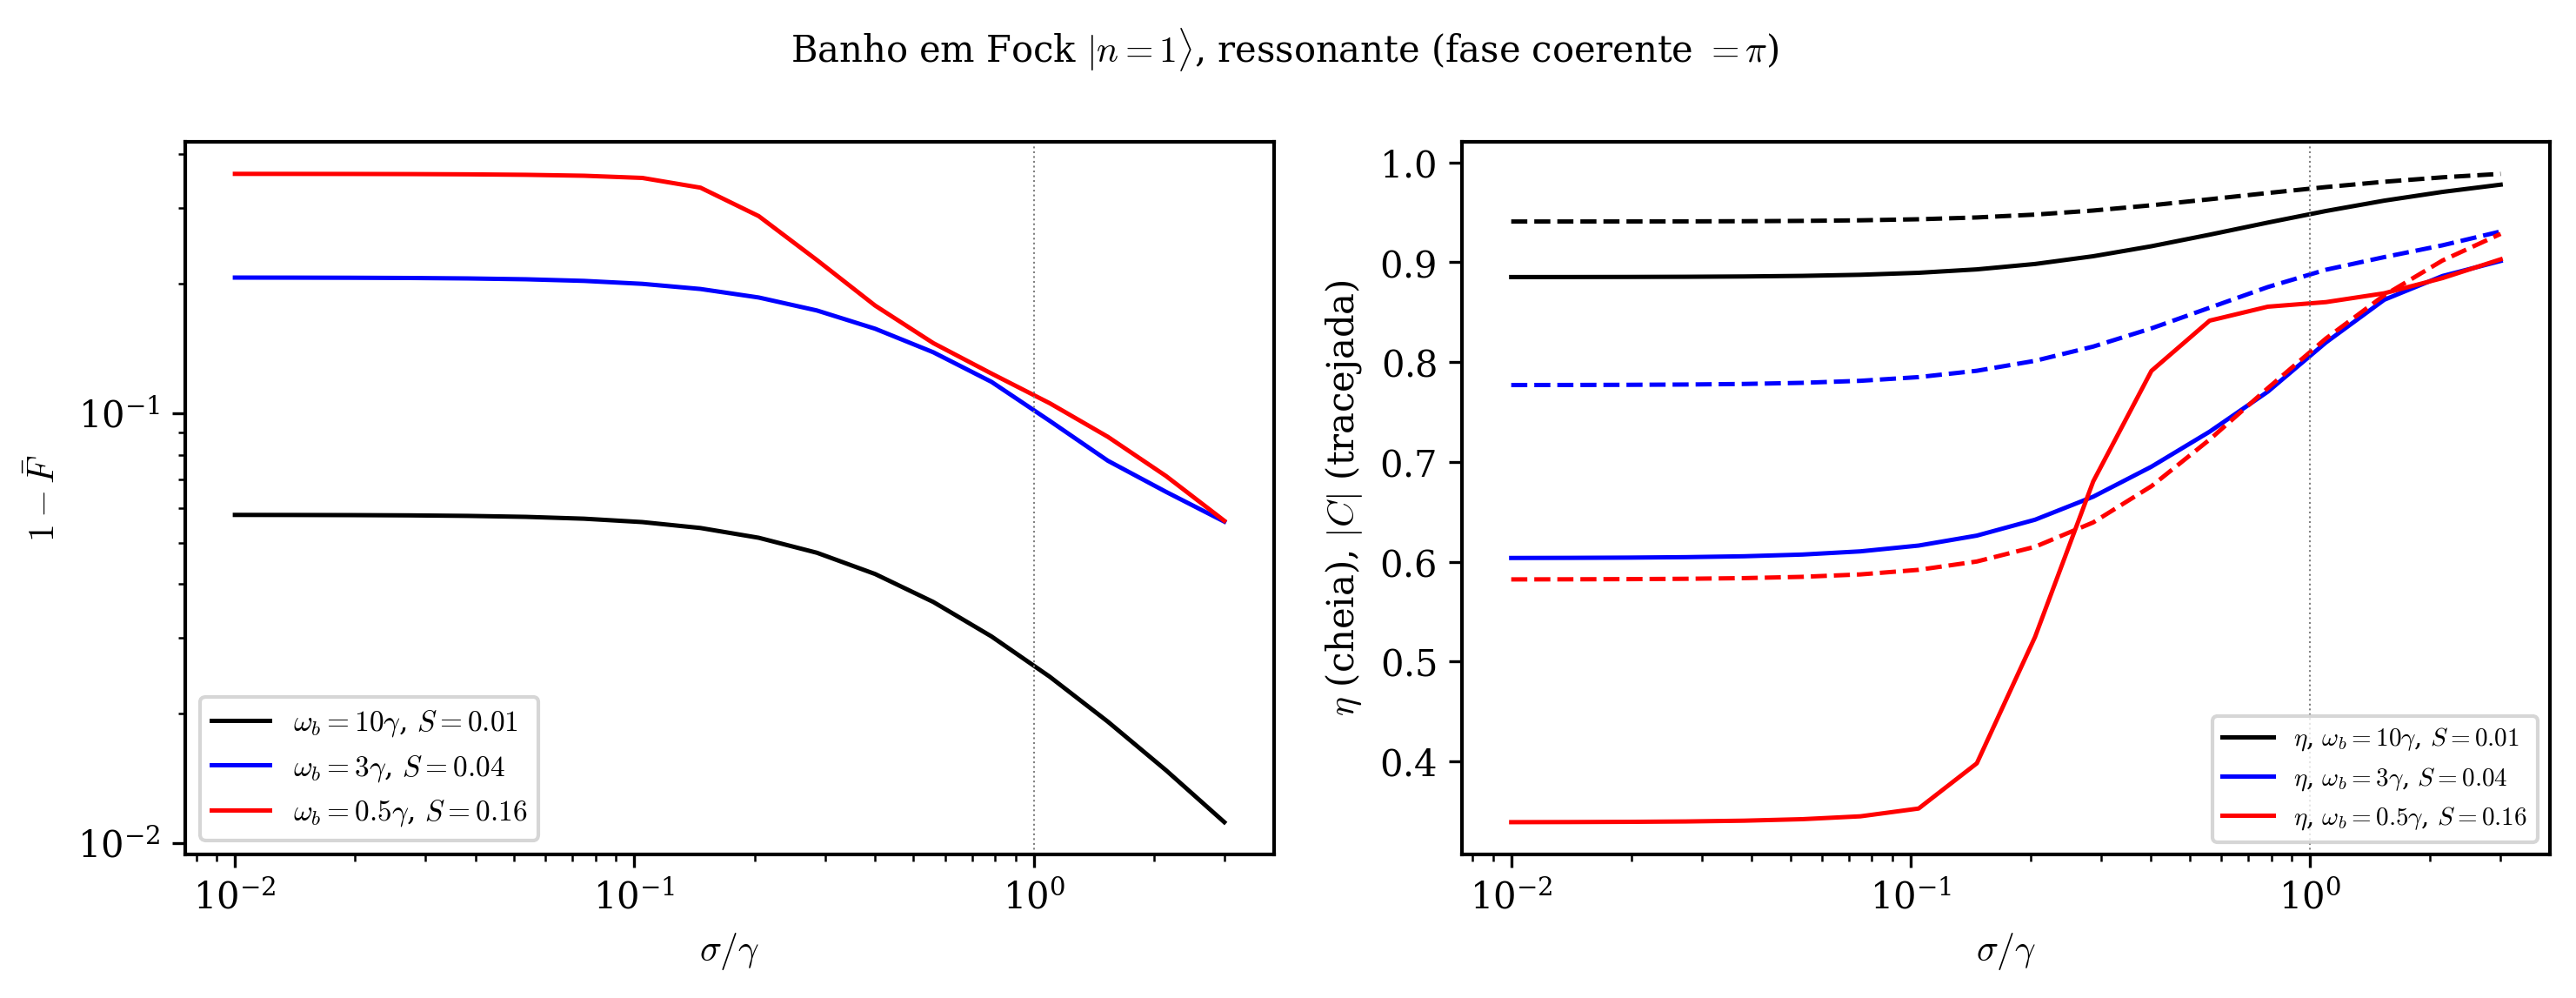 Banho em Fock |n = 1⟩, ressonante (fase coerente = π)
1 − F̄
10⁻¹
10⁻²
10⁻² 10⁻¹ 10⁰
σ/γ
ω_b = 10γ, S = 0.01
ω_b = 3γ, S = 0.04
ω_b = 0.5γ, S = 0.16
η (cheia), |C| (tracejada)
1.0
0.9
0.8
0.7
0.6
0.5
0.4
10⁻² 10⁻¹ 10⁰
σ/γ
η, ω_b = 10γ, S = 0.01
η, ω_b = 3γ, S = 0.04
η, ω_b = 0.5γ, S = 0.16